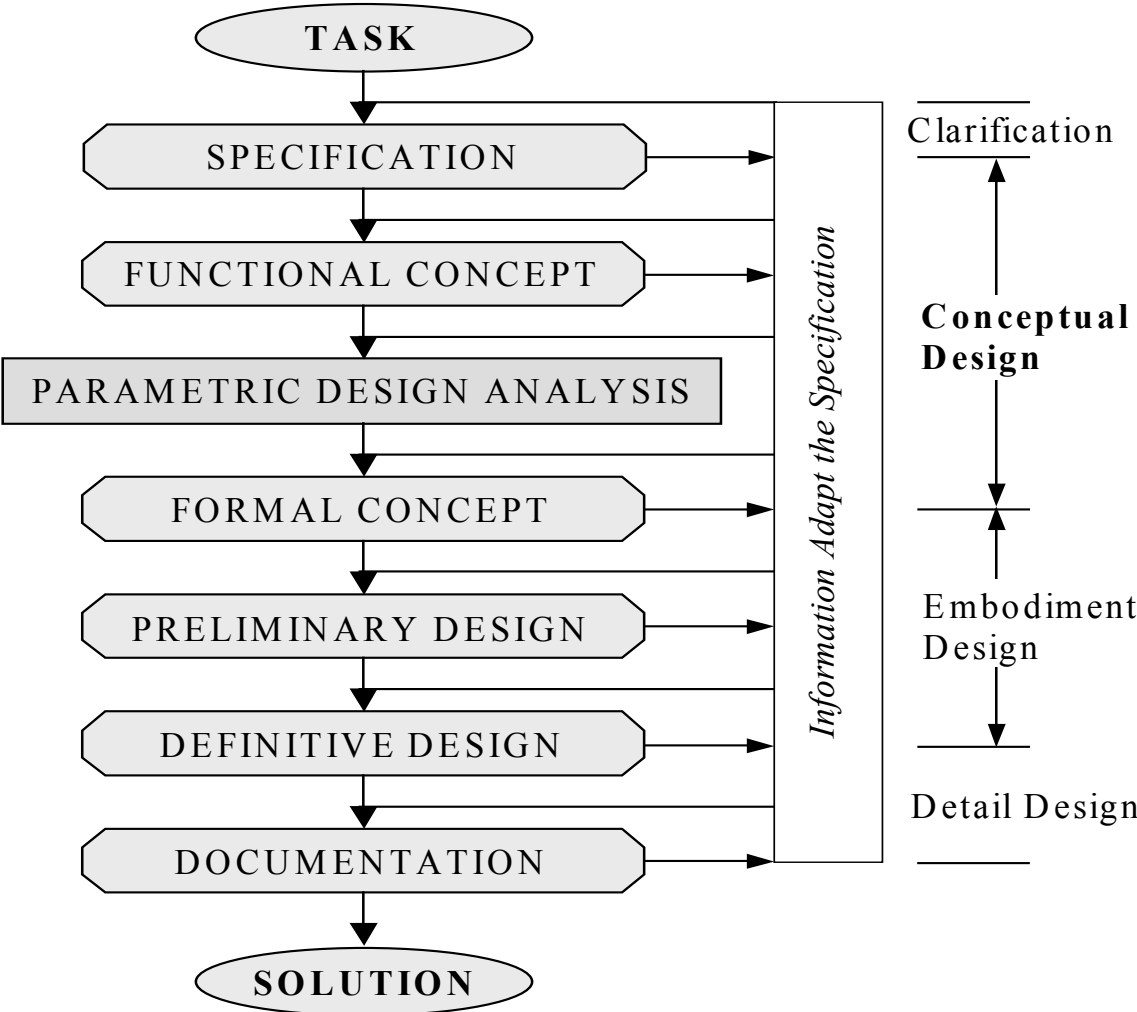 TASK
SPECIFICATION
FUNCTIONAL CONCEPT
PARAMETRIC DESIGN ANALYSIS
FORMAL CONCEPT
PRELIMINARY DESIGN
DEFINITIVE DESIGN
DOCUMENTATION
SOLUTION
Information Adapt the Specification
Clarification
Conceptual
Design
Embodiment
Design
Detail Design